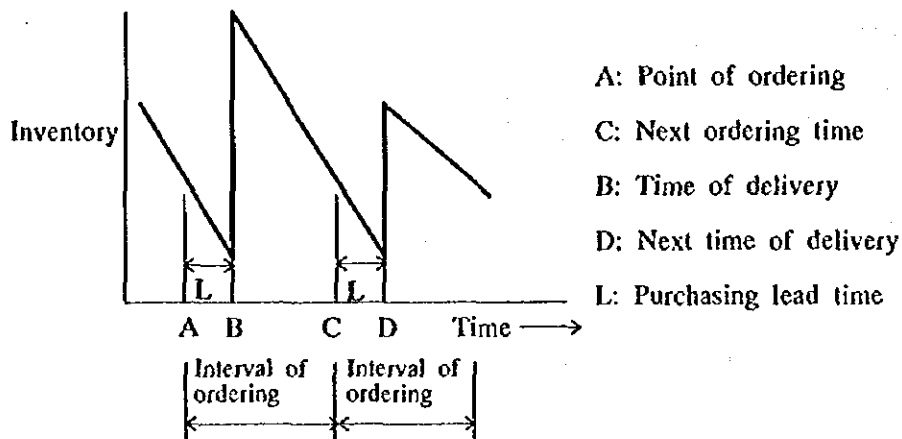 Inventory
A: Point of ordering
C: Next ordering time
B: Time of delivery
D: Next time of delivery
L: Purchasing lead time
L L
A B C D Time
Interval of Interval of
ordering ordering